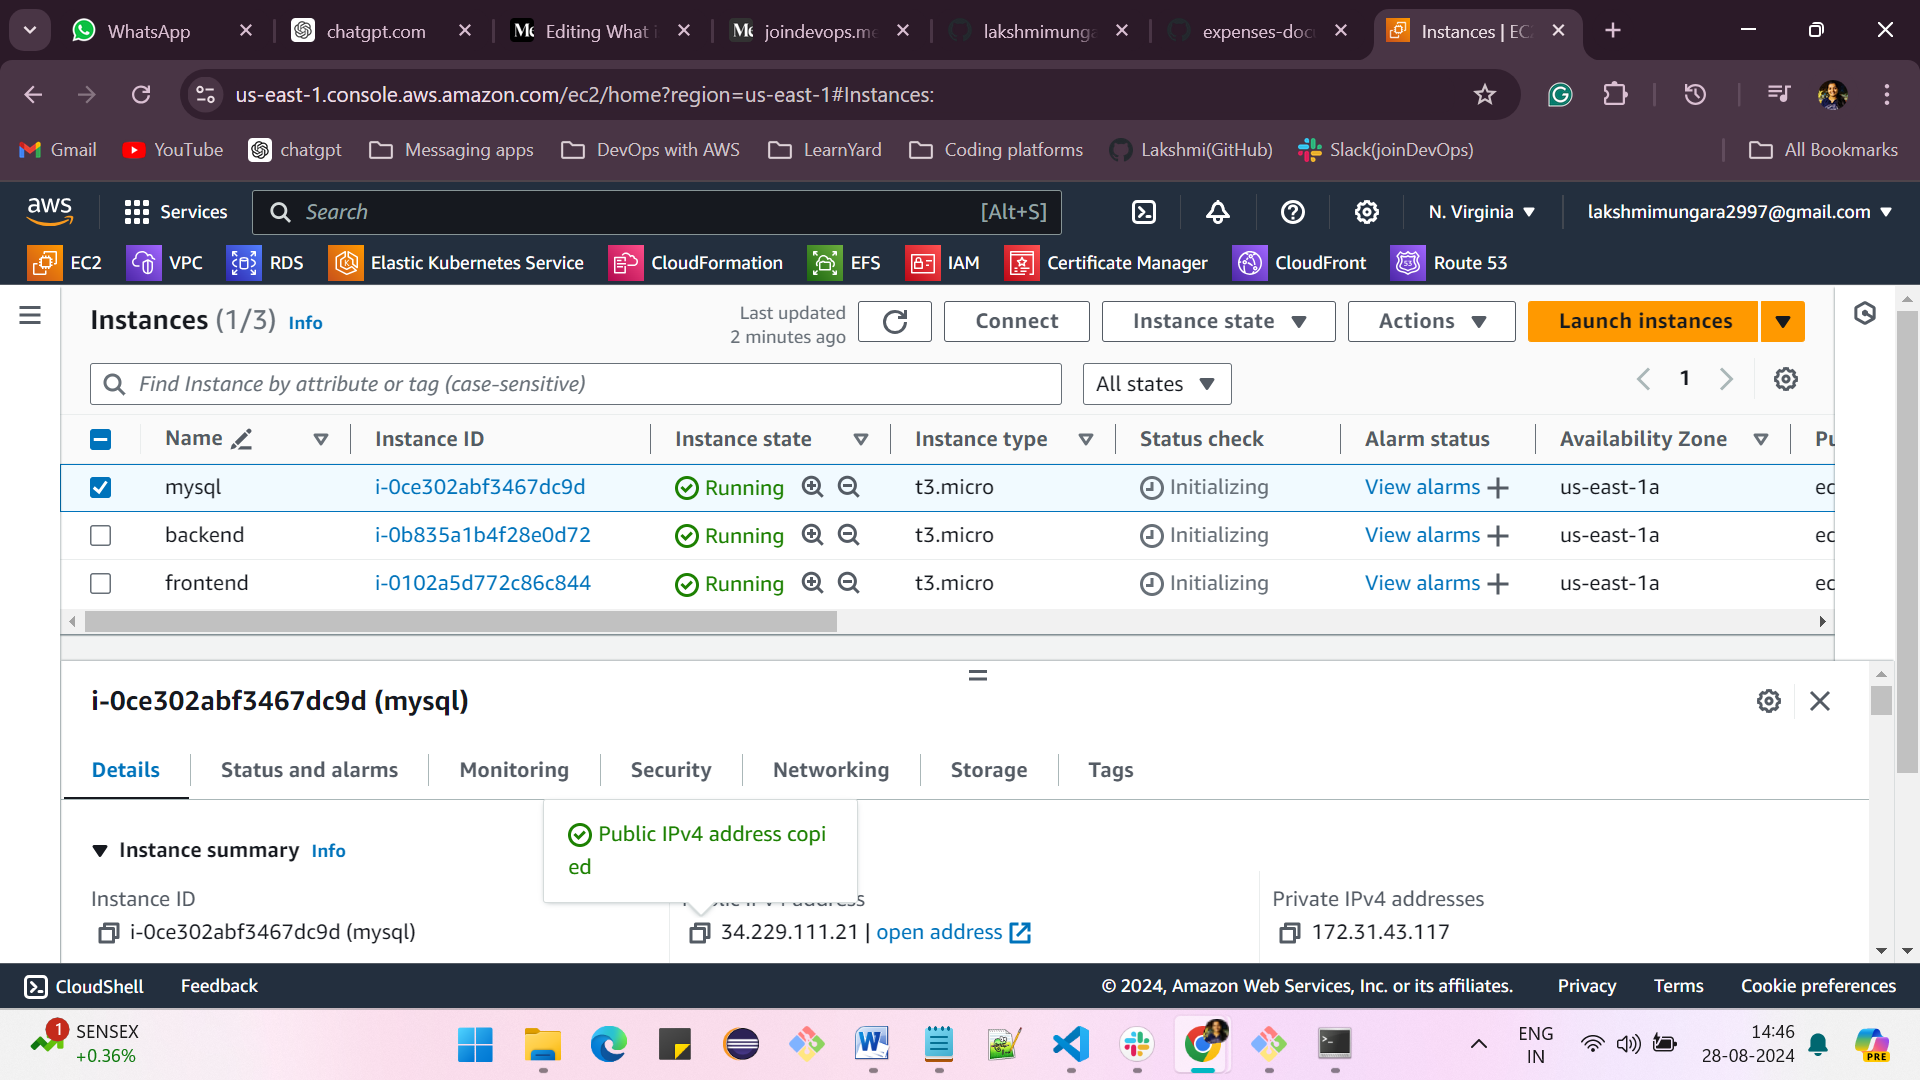 WhatsApp
chatgpt.com
Editing What i
joindevops.me
lakshmimunga
expenses-docu
Instances | EC
us-east-1.console.aws.amazon.com/ec2/home?region=us-east-1#Instances:
Gmail YouTube chatgpt Messaging apps DevOps with AWS LearnYard Coding platforms Lakshmi(GitHub) Slack(joinDevOps) All Bookmarks
aws Services Search [Alt+S] N. Virginia lakshmimungara2997@gmail.com
EC2 VPC RDS Elastic Kubernetes Service CloudFormation EFS IAM Certificate Manager CloudFront Route 53
Instances (1/3) Info
Last updated
2 minutes ago
Connect Instance state Actions Launch instances
Find Instance by attribute or tag (case-sensitive) All states 1
Name Instance ID Instance state Instance type Status check Alarm status Availability Zone Pu
mysql i-0ce302abf3467dc9d Running t3.micro Initializing View alarms us-east-1a ec
backend i-0b835a1b4f28e0d72 Running t3.micro Initializing View alarms us-east-1a ec
frontend i-0102a5d772c86c844 Running t3.micro Initializing View alarms us-east-1a ec
i-0ce302abf3467dc9d (mysql)
Details Status and alarms Monitoring Security Networking Storage Tags
Public IPv4 address copi
ed
Instance summary Info
Instance ID
i-0ce302abf3467dc9d (mysql)
34.229.111.21 | open address
Private IPv4 addresses
172.31.43.117
CloudShell Feedback © 2024, Amazon Web Services, Inc. or its affiliates. Privacy Terms Cookie preferences
1
SENSEX
+0.36%
ENG
IN
14:46
28-08-2024
PRE